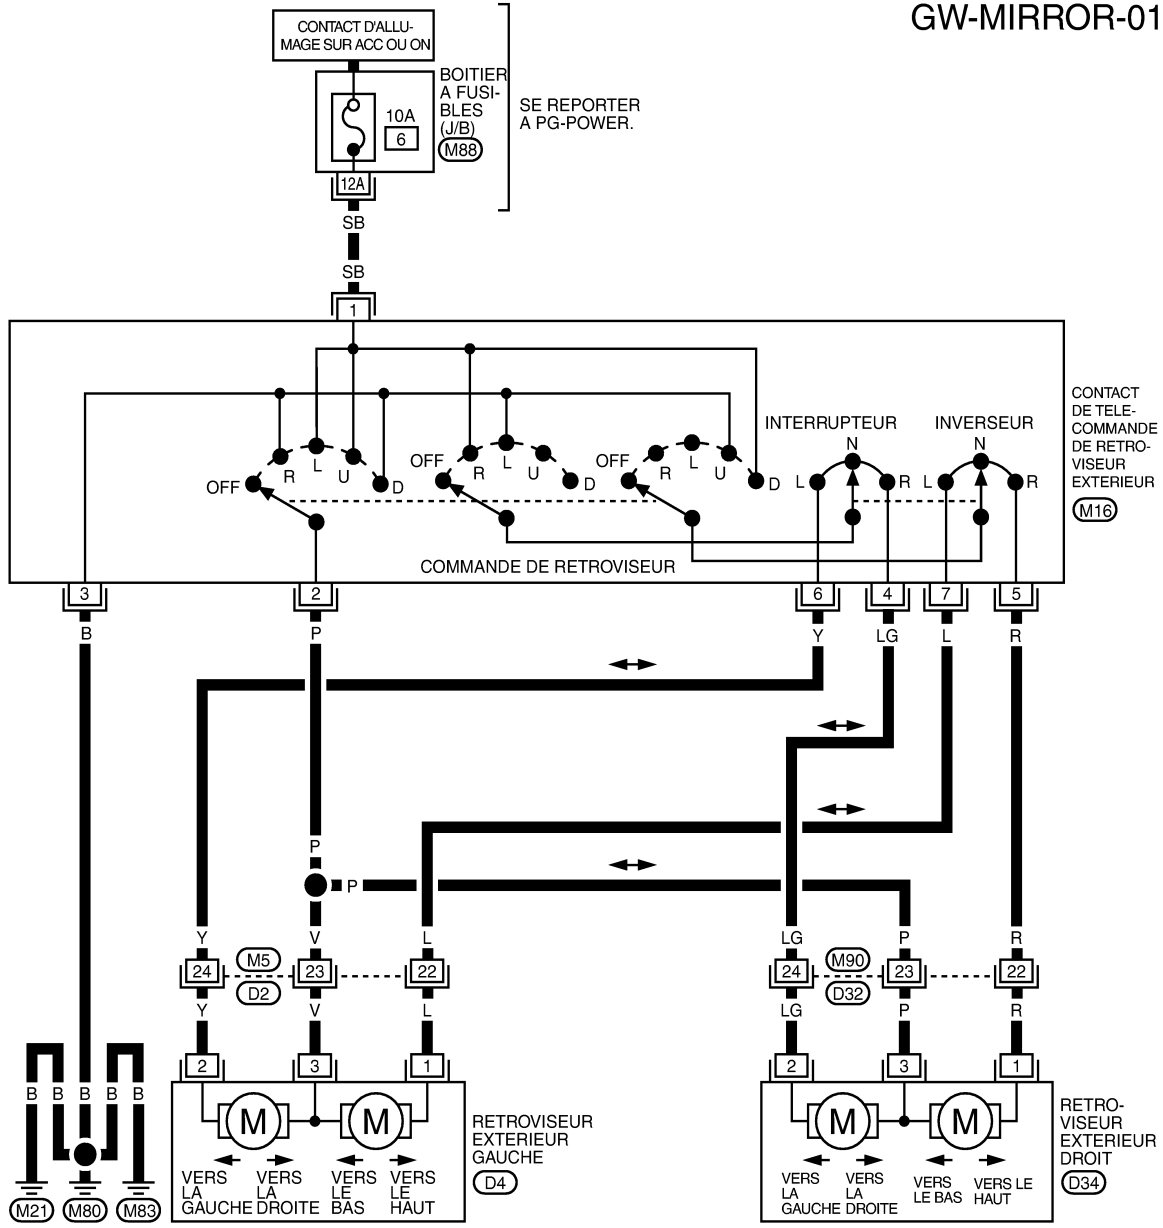 GW-MIRROR-01
CONTACT D'ALLU-
MAGE SUR ACC OU ON
BOITIER
A FUSI-
BLES
(J/B)
M88
10A
6
SE REPORTER
A PG-POWER.
12A
SB
SB
1
CONTACT
DE TELE-
COMMANDE
DE RETRO-
VISEUR
EXTERIEUR
M16
INTERRUPTEUR
INVERSEUR
OFF R L U D
OFF R L U D
OFF R L U D
L N R
L N R
COMMANDE DE RETROVISEUR
3 2 6 4 7 5
B P Y LG L R
P
P
Y V L LG P R
24 M5 23 22 24 M90 23 22
D2 D32
Y V L LG P R
2 3 1 2 3 1
B B B B B
M M M M
RETROVISEUR
EXTERIEUR
GAUCHE
D4
RETRO-
VISEUR
EXTERIEUR
DROIT
D34
VERS
LA
GAUCHE
VERS
LA
DROITE
VERS
LE
BAS
VERS
LE
HAUT
VERS
LA
GAUCHE
VERS
LA
DROITE
VERS
LE BAS
VERS LE
HAUT
M21 M80 M83